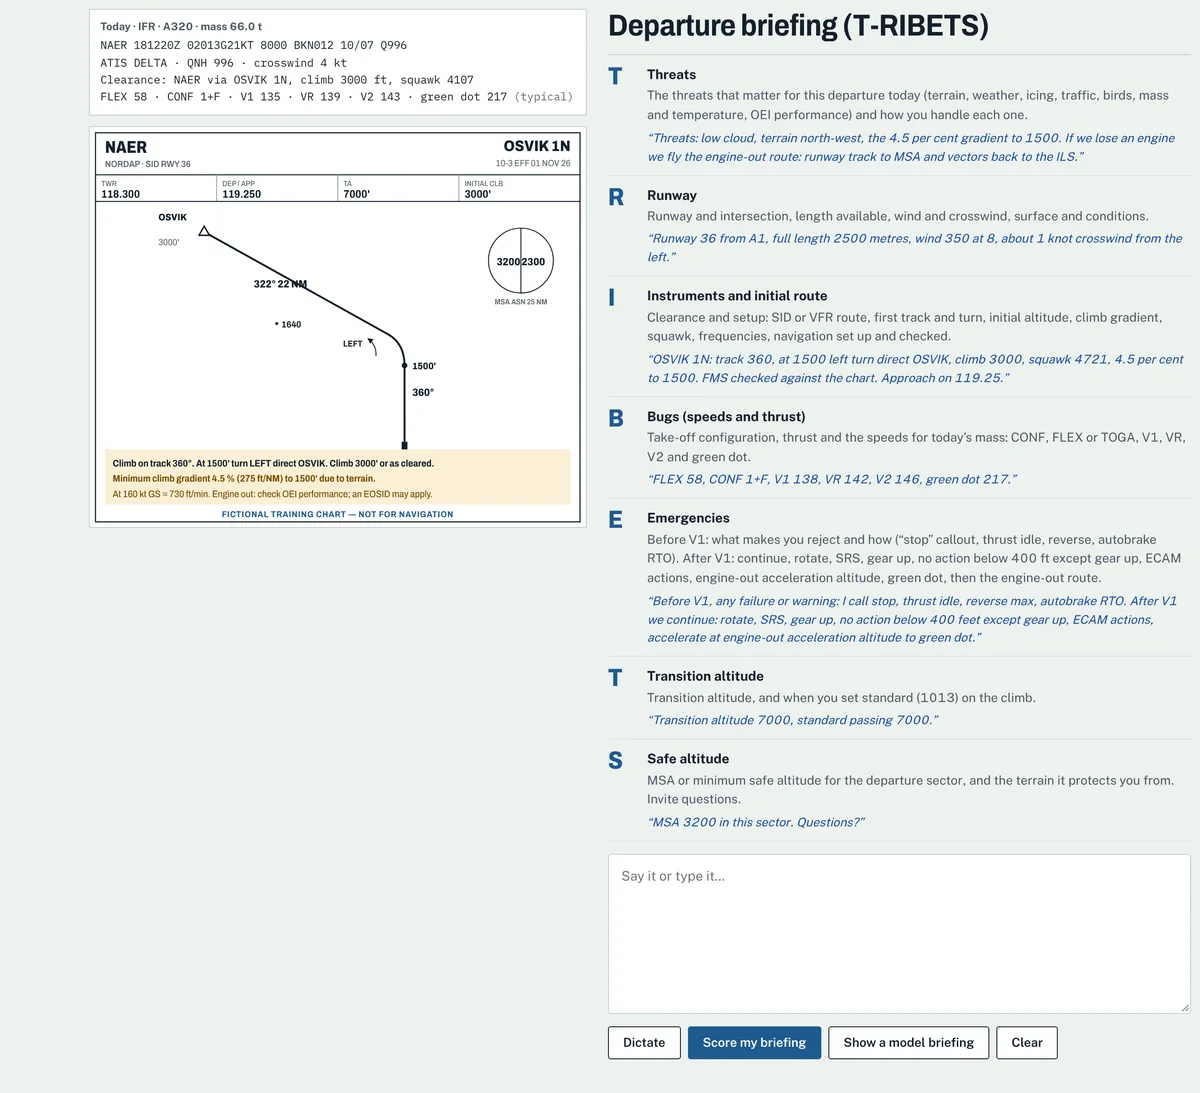 Today · IFR · A320 · mass 66.0 t
NAER 181220Z 02013G21KT 8000 BKN012 10/07 Q996
ATIS DELTA · QNH 996 · crosswind 4 kt
Clearance: NAER via OSVIK 1N, climb 3000 ft, squawk 4107
FLEX 58 · CONF 1+F · V1 135 · VR 139 · V2 143 · green dot 217 (typical)
NAER
OSVIK 1N
NORDAP · SID RWY 36
10-3 EFF 01 NOV 26
TWR
118.300
DEP/APP
119.250
TA
7000'
INITIAL CLB
3000'
OSVIK
3000'
322° 22 NM
3200 2300
MSA ASN 25 NM
• 1640
LEFT
1500'
360°
Climb on track 360°. At 1500' turn LEFT direct OSVIK. Climb 3000' or as cleared.
Minimum climb gradient 4.5 % (275 ft/NM) to 1500' due to terrain.
At 160 kt GS ≈ 730 ft/min. Engine out: check OEI performance; an EOSID may apply.
FICTIONAL TRAINING CHART — NOT FOR NAVIGATION
Departure briefing (T-RIBETS)
T
Threats
The threats that matter for this departure today (terrain, weather, icing, traffic, birds, mass
and temperature, OEI performance) and how you handle each one.
“Threats: low cloud, terrain north-west, the 4.5 per cent gradient to 1500. If we lose an engine
we fly the engine-out route: runway track to MSA and vectors back to the ILS.”
R
Runway
Runway and intersection, length available, wind and crosswind, surface and conditions.
“Runway 36 from A1, full length 2500 metres, wind 350 at 8, about 1 knot crosswind from the
left.”
I
Instruments and initial route
Clearance and setup: SID or VFR route, first track and turn, initial altitude, climb gradient,
squawk, frequencies, navigation set up and checked.
“OSVIK 1N: track 360, at 1500 left turn direct OSVIK, climb 3000, squawk 4721, 4.5 per cent
to 1500. FMS checked against the chart. Approach on 119.25.”
B
Bugs (speeds and thrust)
Take-off configuration, thrust and the speeds for today’s mass: CONF, FLEX or TOGA, V1, VR,
V2 and green dot.
“FLEX 58, CONF 1+F, V1 138, VR 142, V2 146, green dot 217.”
E
Emergencies
Before V1: what makes you reject and how (“stop” callout, thrust idle, reverse, autobrake
RTO). After V1: continue, rotate, SRS, gear up, no action below 400 ft except gear up, ECAM
actions, engine-out acceleration altitude, green dot, then the engine-out route.
“Before V1, any failure or warning: I call stop, thrust idle, reverse max, autobrake RTO. After V1
we continue: rotate, SRS, gear up, no action below 400 feet except gear up, ECAM actions,
accelerate at engine-out acceleration altitude to green dot.”
T
Transition altitude
Transition altitude, and when you set standard (1013) on the climb.
“Transition altitude 7000, standard passing 7000.”
S
Safe altitude
MSA or minimum safe altitude for the departure sector, and the terrain it protects you from.
Invite questions.
“MSA 3200 in this sector. Questions?”
Say it or type it…
Dictate
Score my briefing
Show a model briefing
Clear